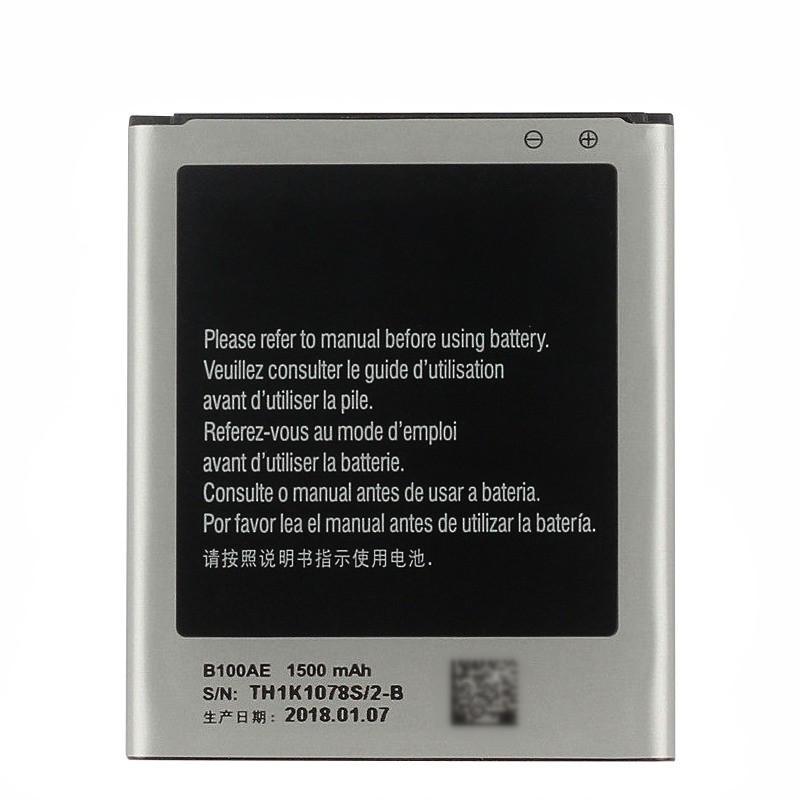 Please refer to manual before using battery.
Veuillez consulter le guide d'utilisation
avant d'utiliser la pile.
Referez-vous au mode d'emploi
avant d'utiliser la batterie.
Consulte o manual antes de usar a bateria.
Por favor lea el manual antes de utilizar la batería.
请按照说明书指示使用电池.
B100AE 1500 mAh
S/N: TH1K1078S/2-B
生产日期: 2018.01.07